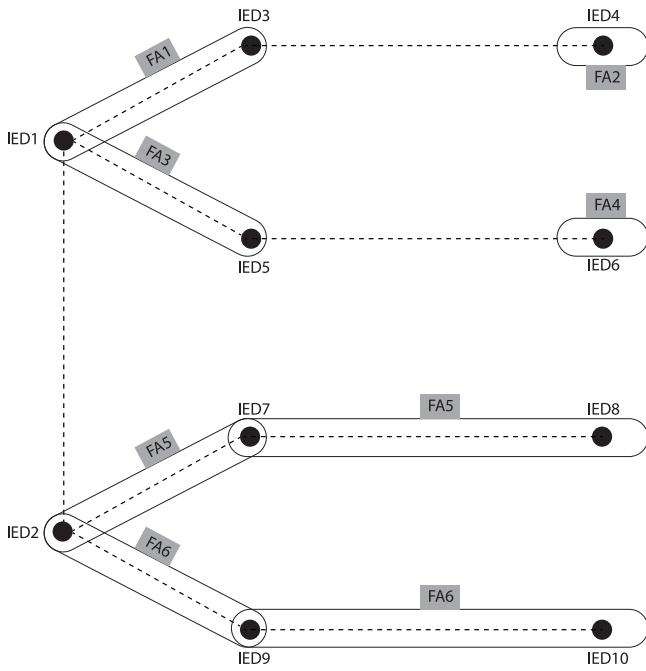 IED3
IED4
FA1
FA2
IED1
FA3
FA4
IED5
IED6
FA5
IED7
IED8
FA5
IED2
FA6
FA6
IED9
IED10